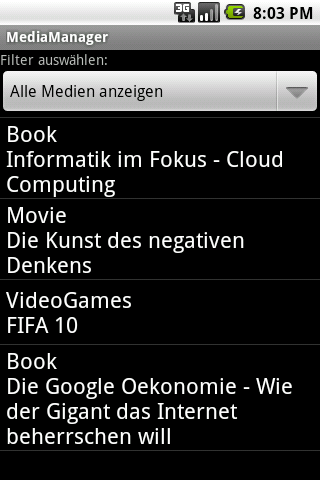 3G
8:03 PM
MediaManager
Filter auswählen:
Alle Medien anzeigen
Book
Informatik im Fokus - Cloud
Computing
Movie
Die Kunst des negativen
Denkens
VideoGames
FIFA 10
Book
Die Google Oekonomie - Wie
der Gigant das Internet
beherrschen will